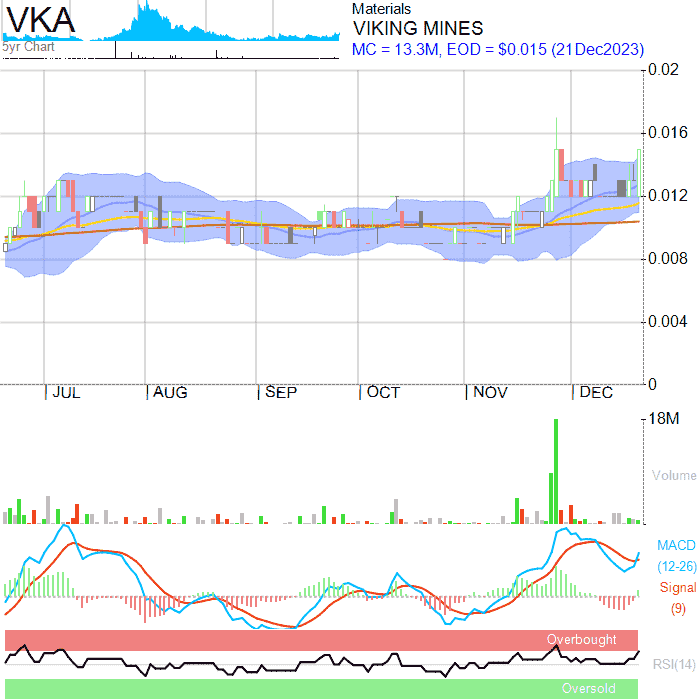 VKA
5yr Chart
Materials
VIKING MINES
MC = 13.3M, EOD = $0.015 (21Dec2023)
0.02
0.016
0.012
0.008
0.004
0
JUL AUG SEP OCT NOV DEC
18M
Volume
MACD
(12-26)
Signal
(9)
Overbought
RSI(14)
Oversold